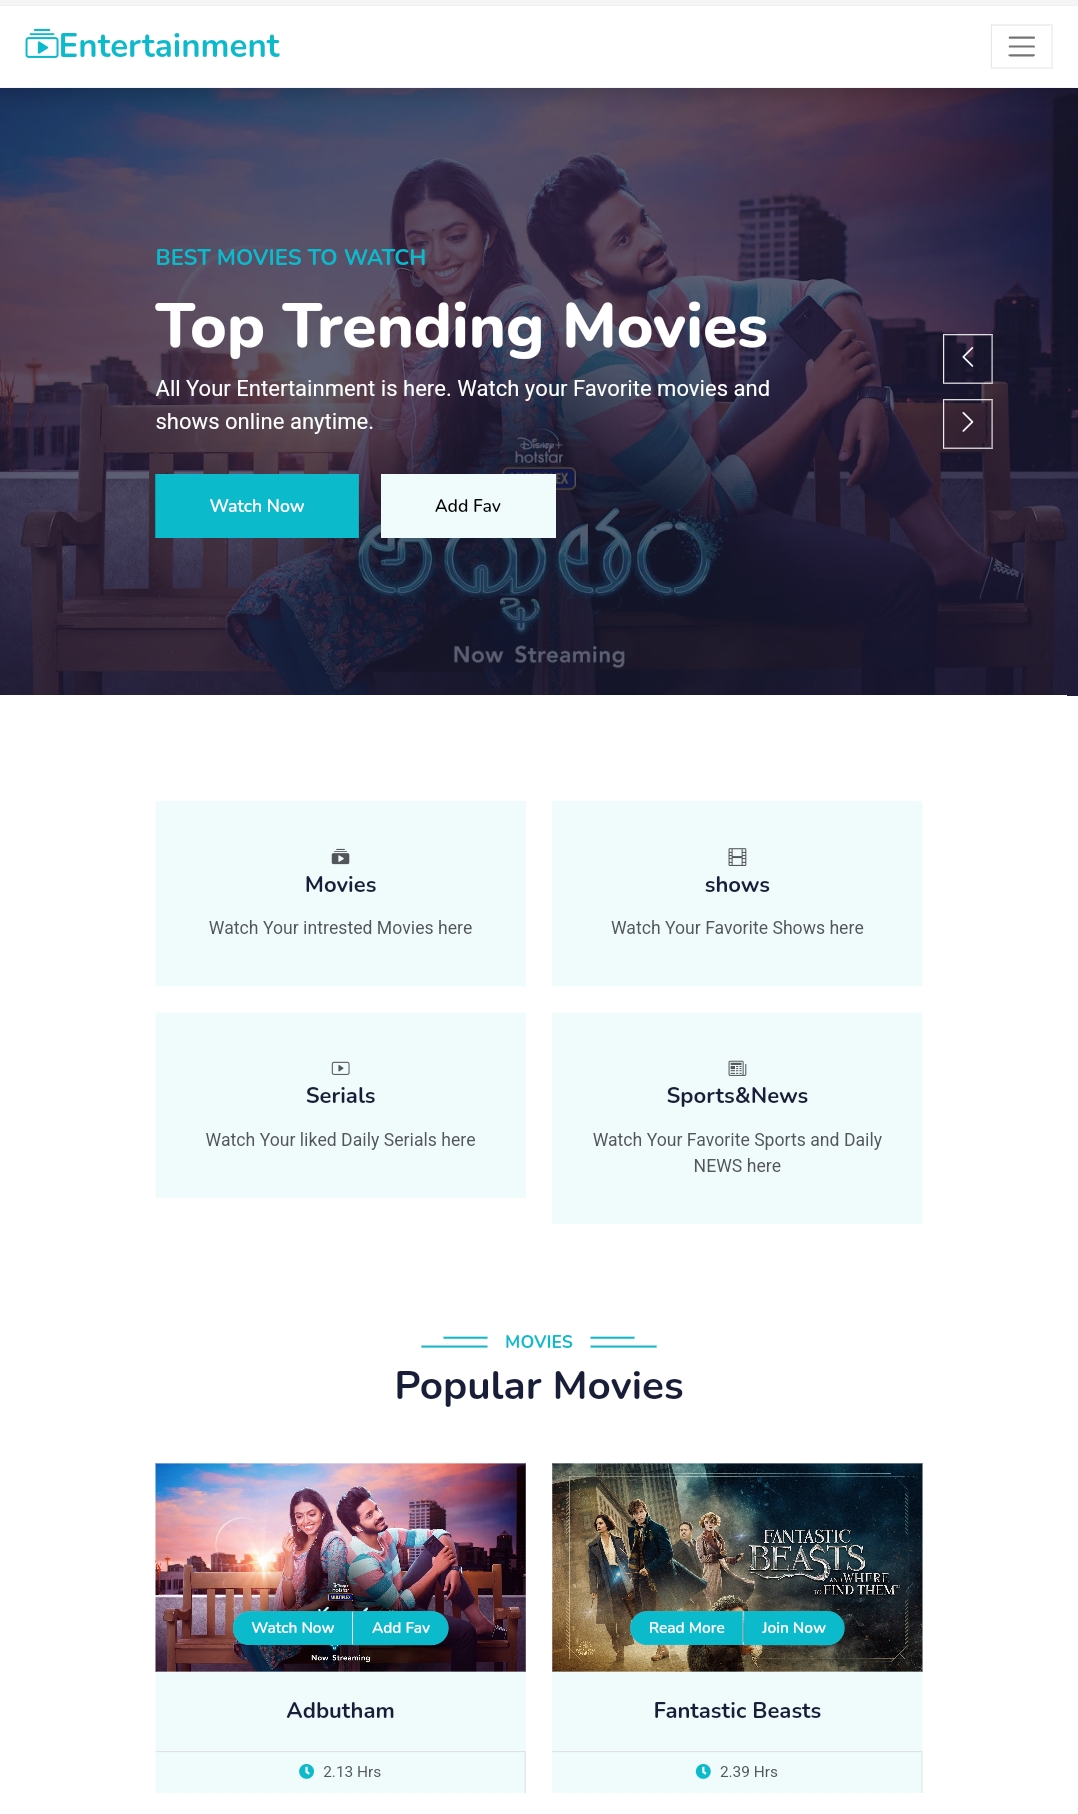 Entertainment
BEST MOVIES TO WATCH
Top Trending Movies
All Your Entertainment is here. Watch your Favorite movies and
shows online anytime.
Disney+
hotstar
Watch Now
Add Fav
అద్భుతం
Now Streaming
Movies
Watch Your intrested Movies here
shows
Watch Your Favorite Shows here
Serials
Watch Your liked Daily Serials here
Sports&News
Watch Your Favorite Sports and Daily
NEWS here
MOVIES
Popular Movies
Disney+
hotstar
MULTIPLEX
Watch Now
Add Fav
Now Streaming
Adbutham
2.13 Hrs
FANTASTIC
BEASTS
AND WHERE
TO FIND THEM
Read More
Join Now
Fantastic Beasts
2.39 Hrs